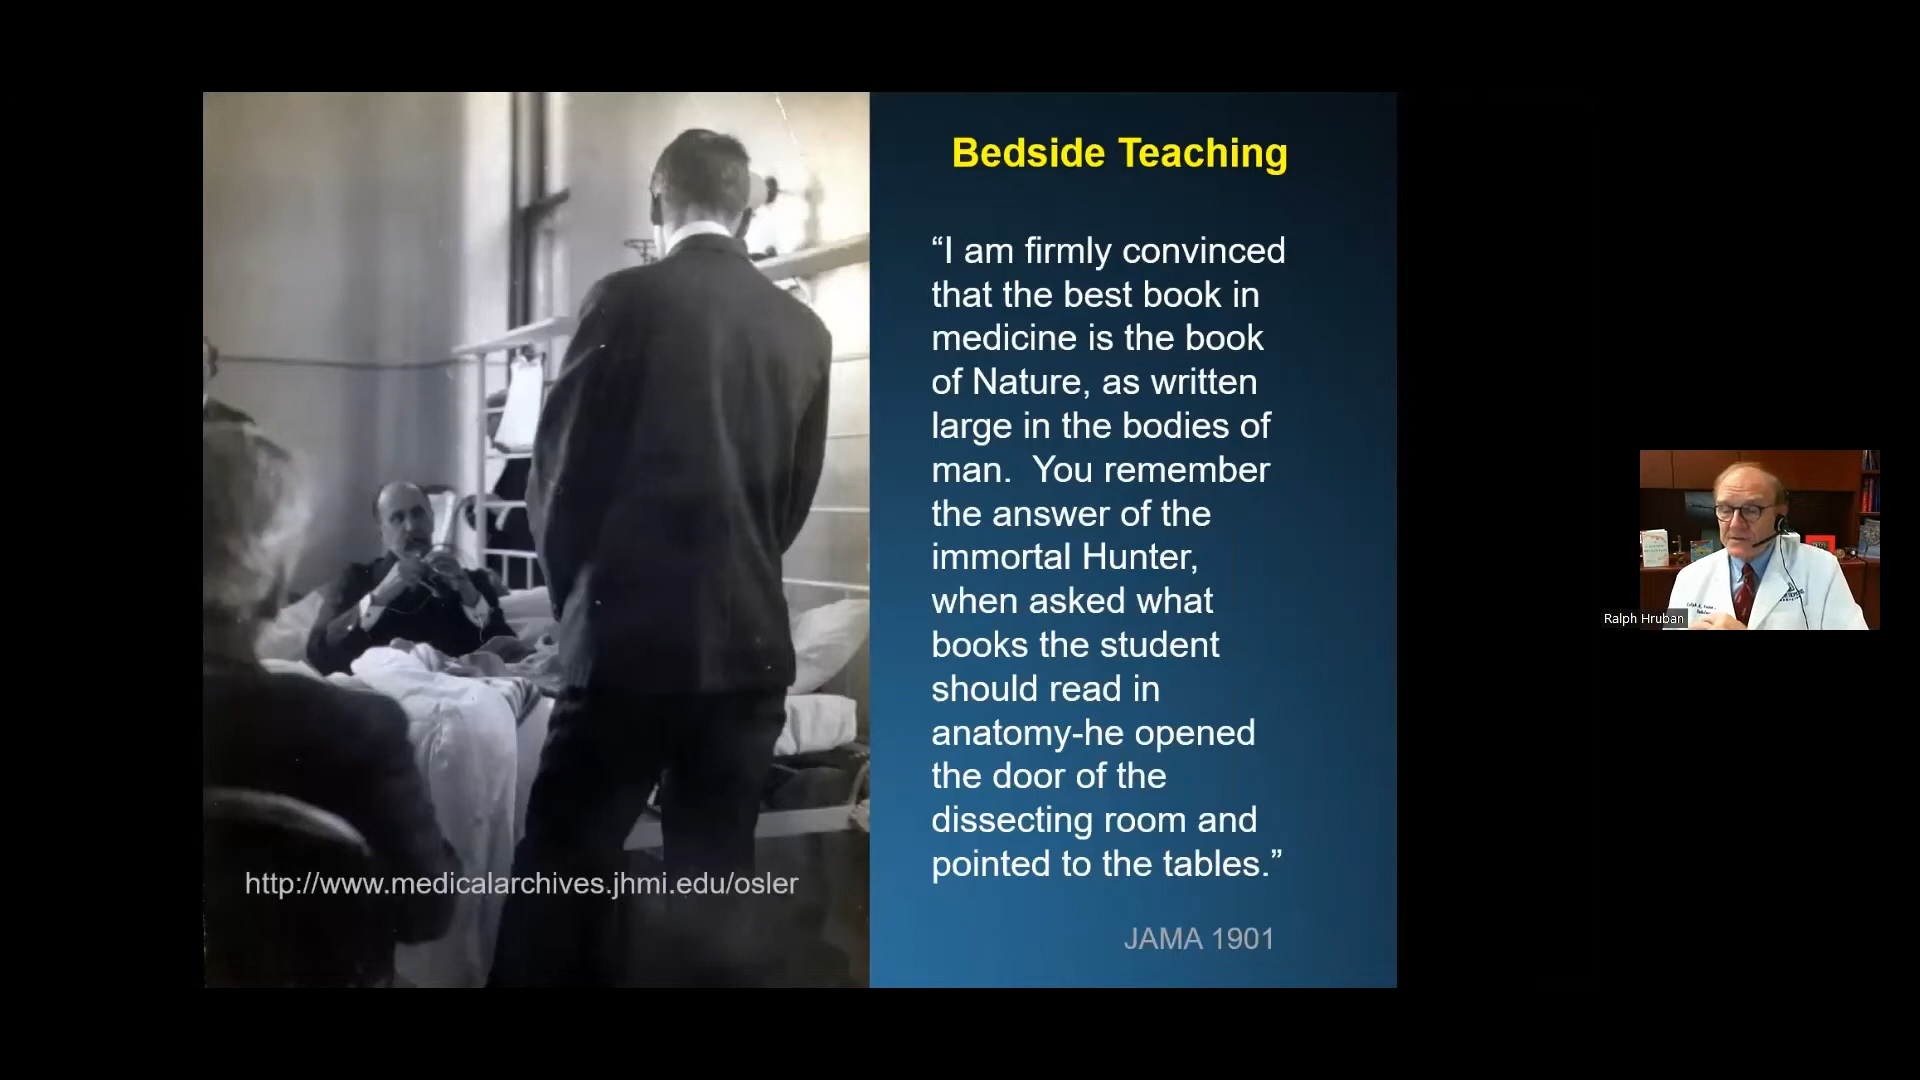 Bedside Teaching
“I am firmly convinced
that the best book in
medicine is the book
of Nature, as written
large in the bodies of
man.  You remember
the answer of the
immortal Hunter,
when asked what
books the student
should read in
anatomy-he opened
the door of the
dissecting room and
pointed to the tables.”
JAMA 1901
http://www.medicalarchives.jhmi.edu/osler
Ralph Hruban